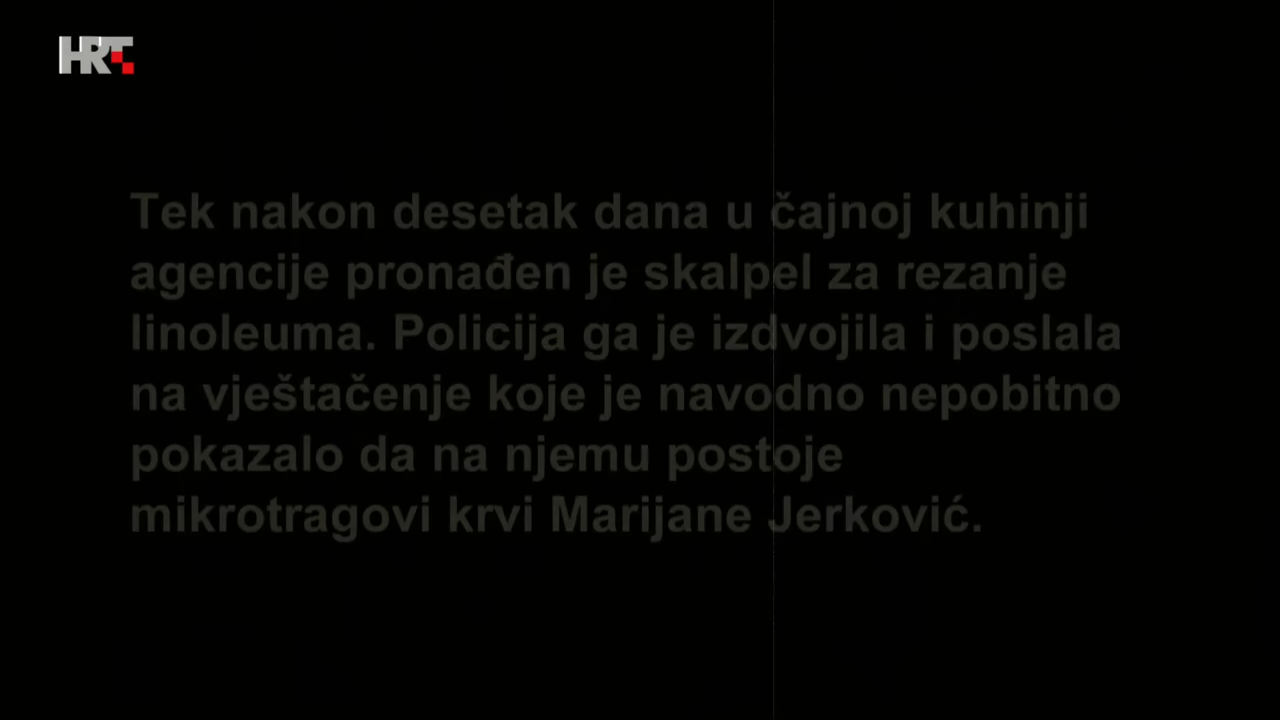 HRT
Tek nakon desetak dana u čajnoj kuhinji
agencije pronađen je skalpel za rezanje
linoleuma. Policija ga je izdvojila i poslala
na vještačenje koje je navodno nepobitno
pokazalo da na njemu postoje
mikrotragovi krvi Marijane Jerković.